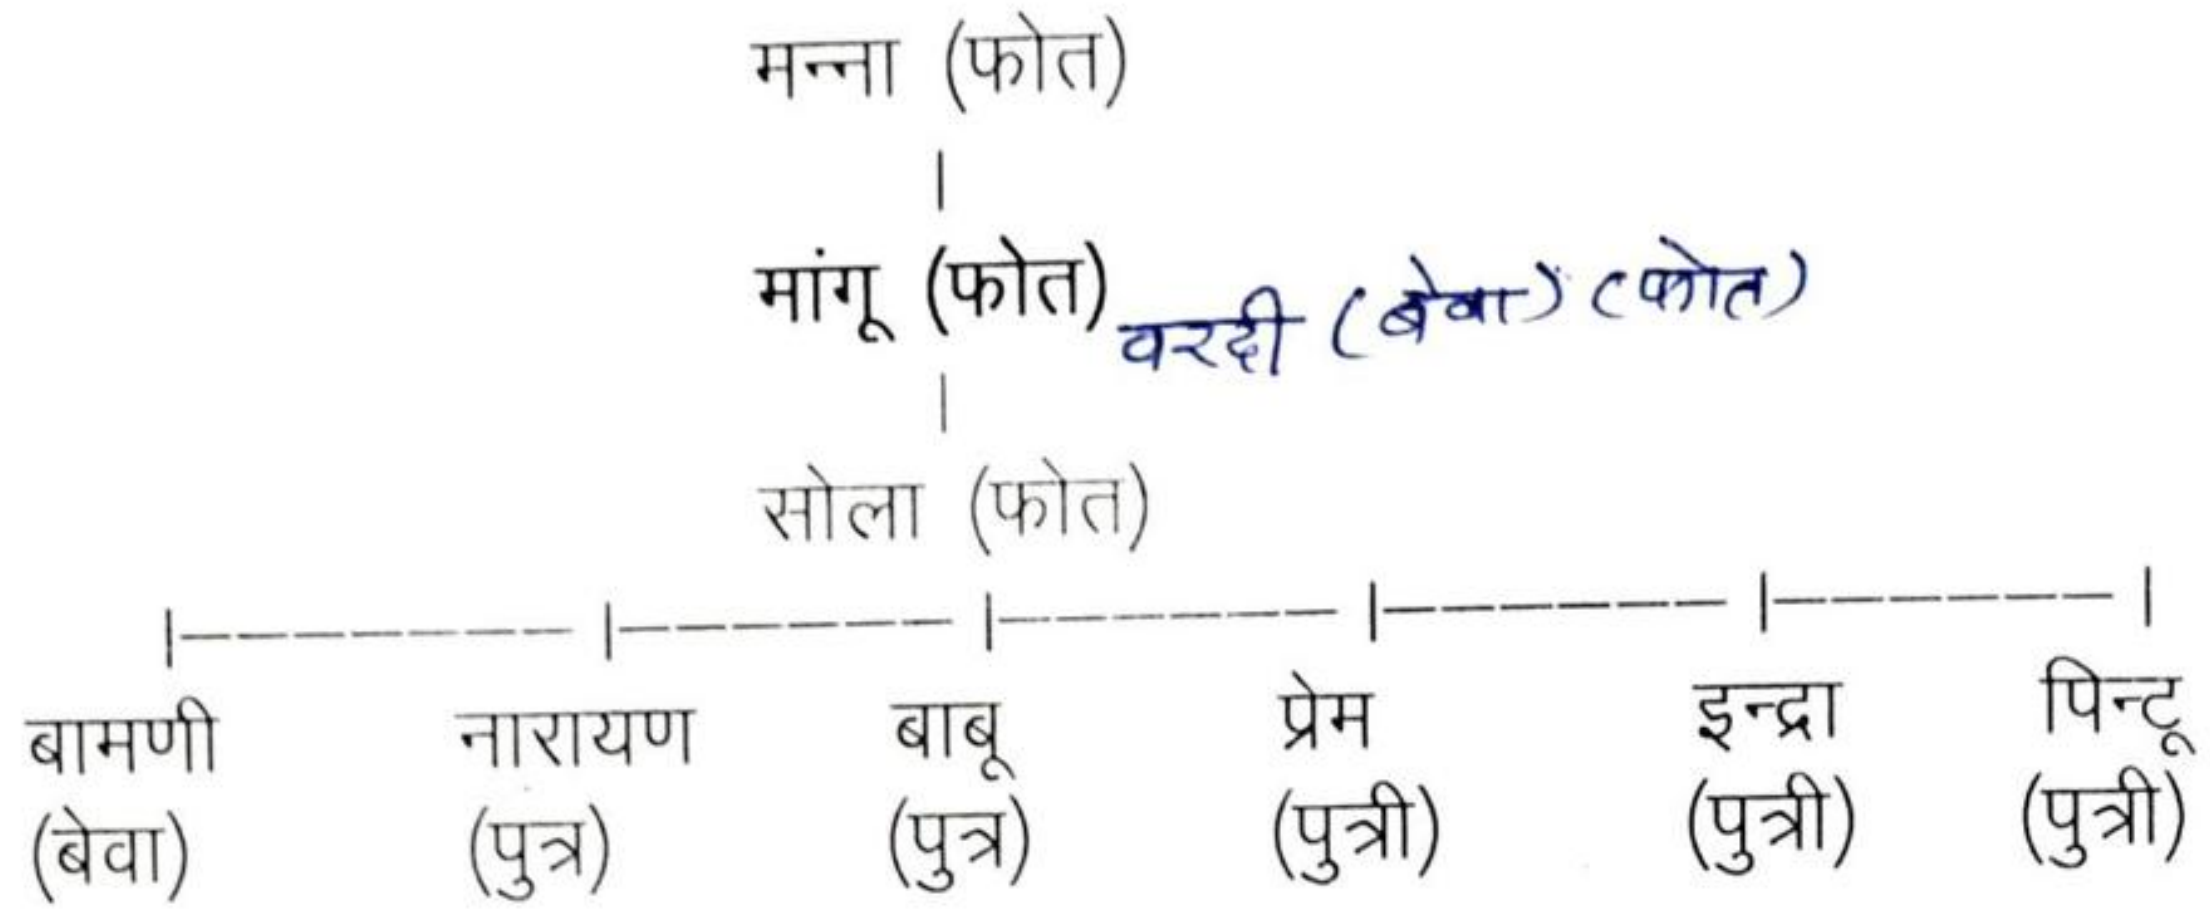 मन्ना (फोत)
मांगू (फोत) वरदी (बेवा) (फोत)
सोला (फोत)
बामणी नारायण बाबू प्रेम इन्द्रा पिन्टू
(बेवा) (पुत्र) (पुत्र) (पुत्री) (पुत्री) (पुत्री)